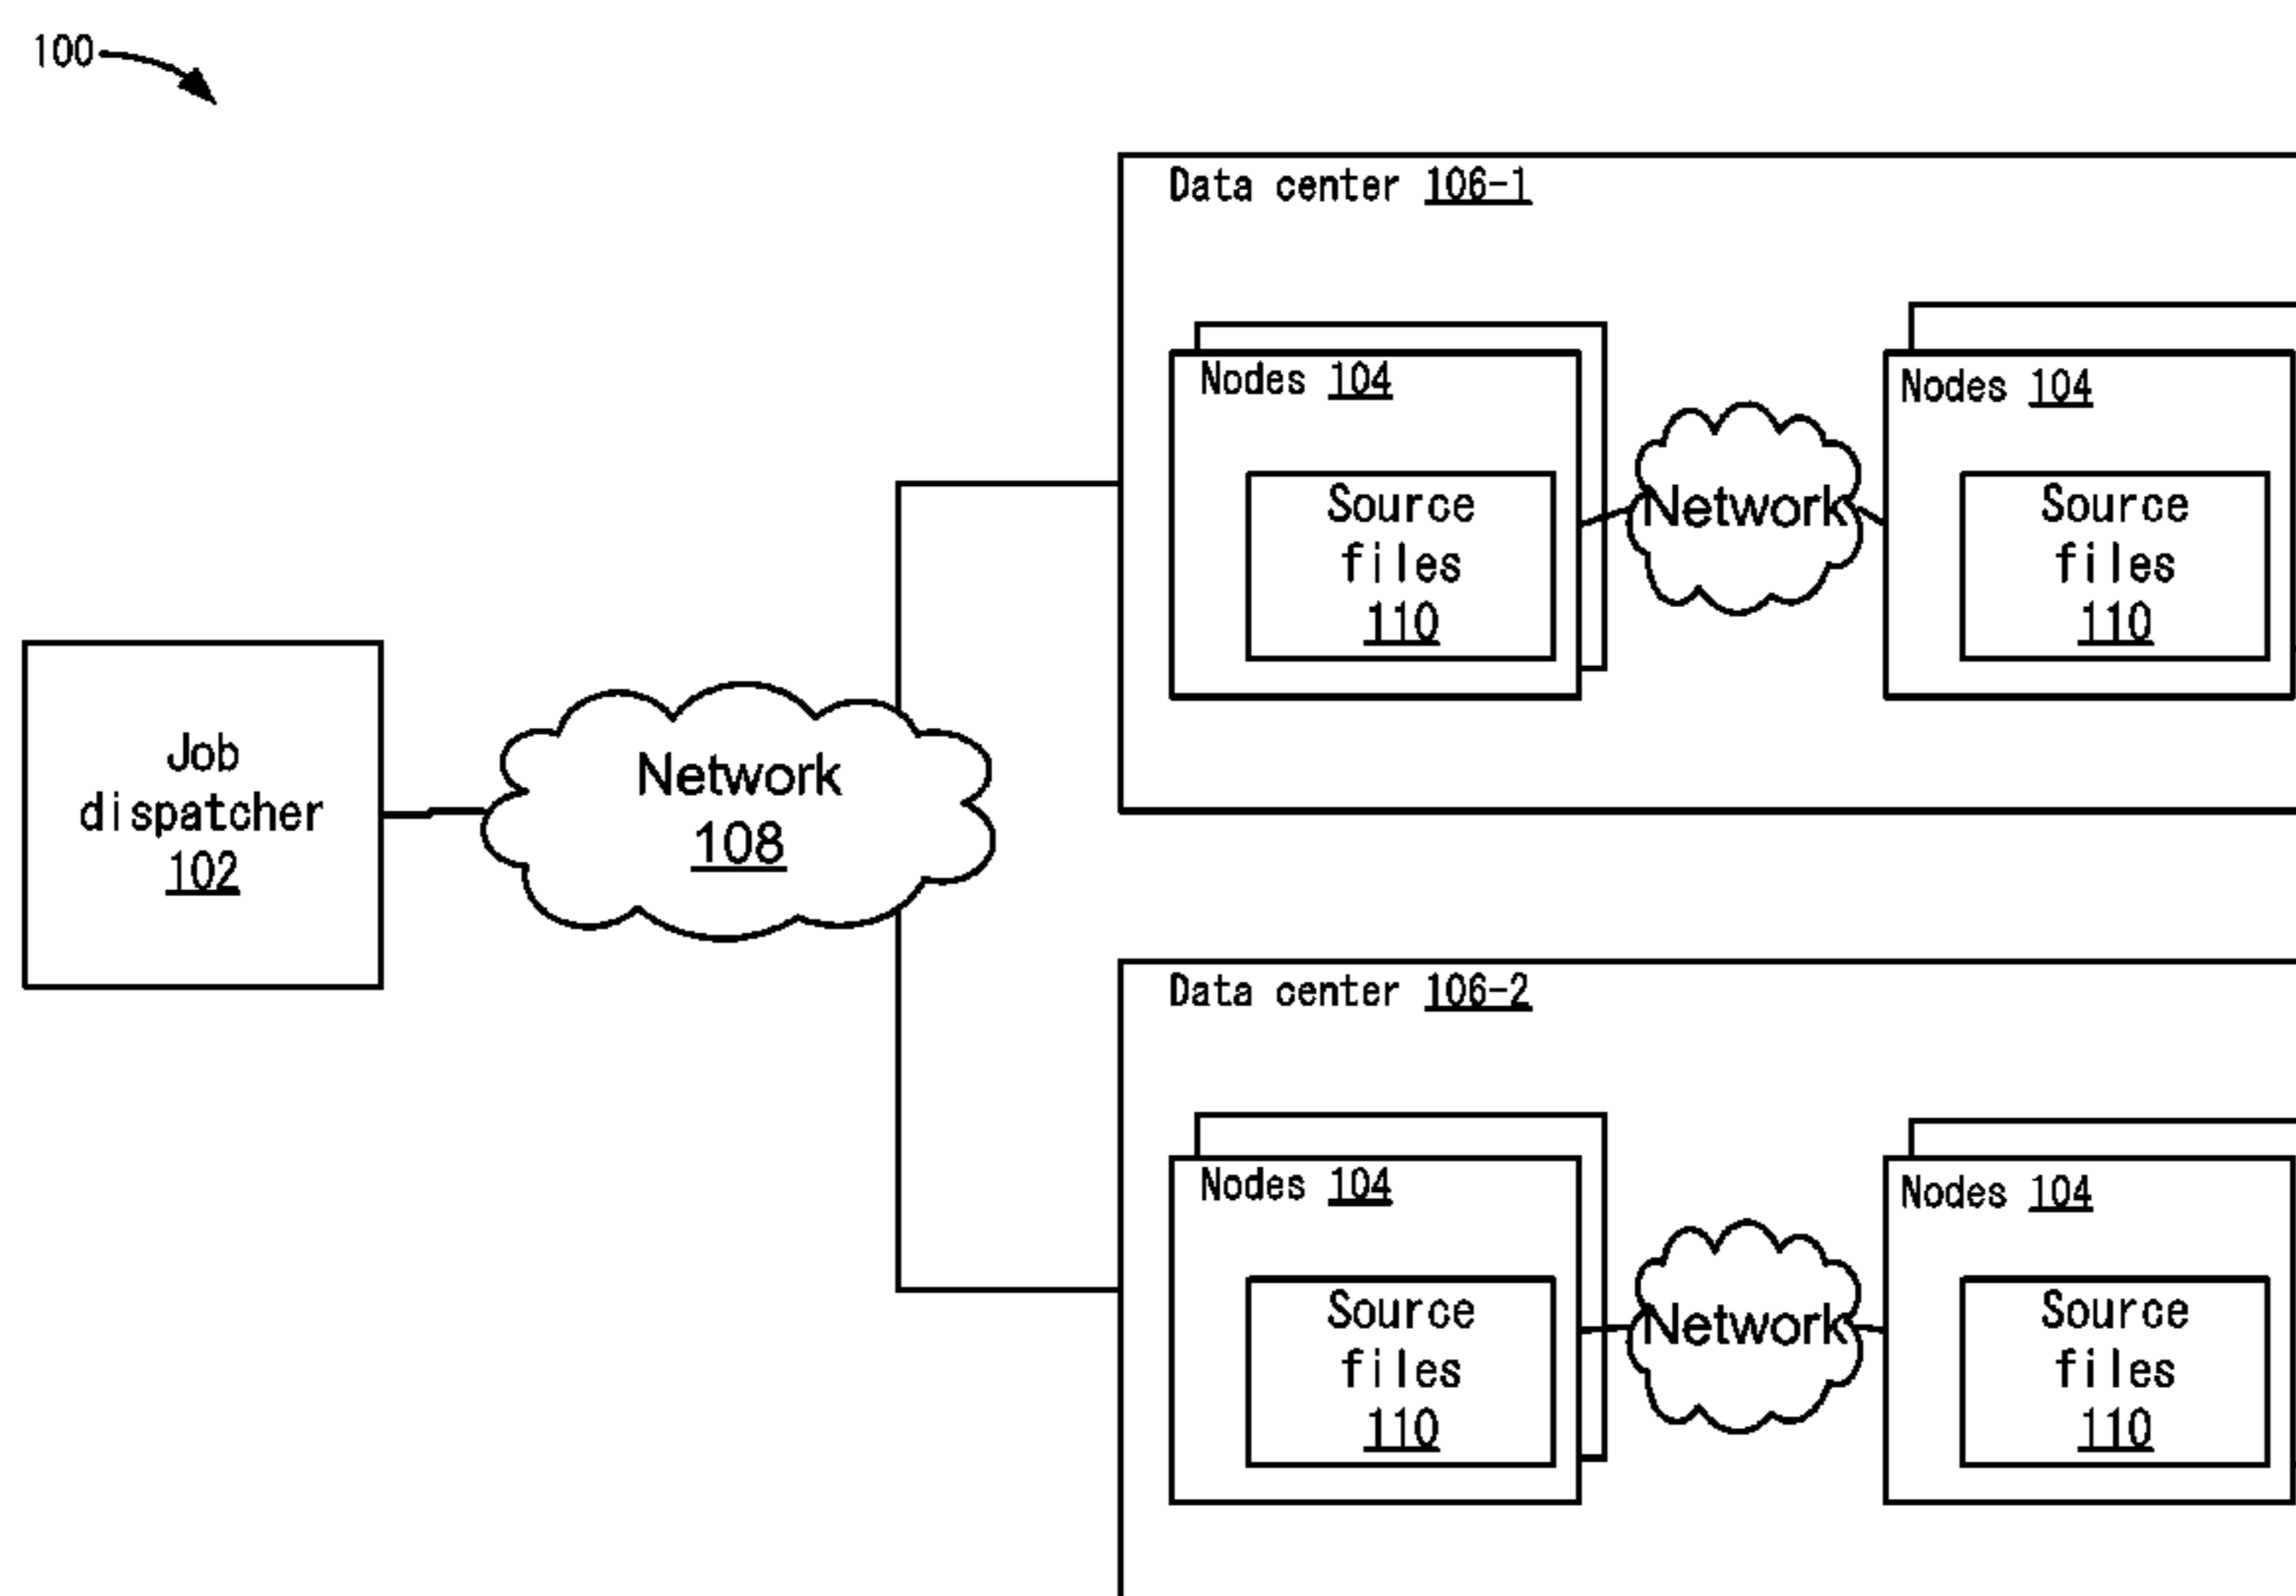 100
Data center 106-1
Nodes 104
Source
files
110
Network
Nodes 104
Source
files
110
Job
dispatcher
102
Network
108
Data center 106-2
Nodes 104
Source
files
110
Network
Nodes 104
Source
files
110